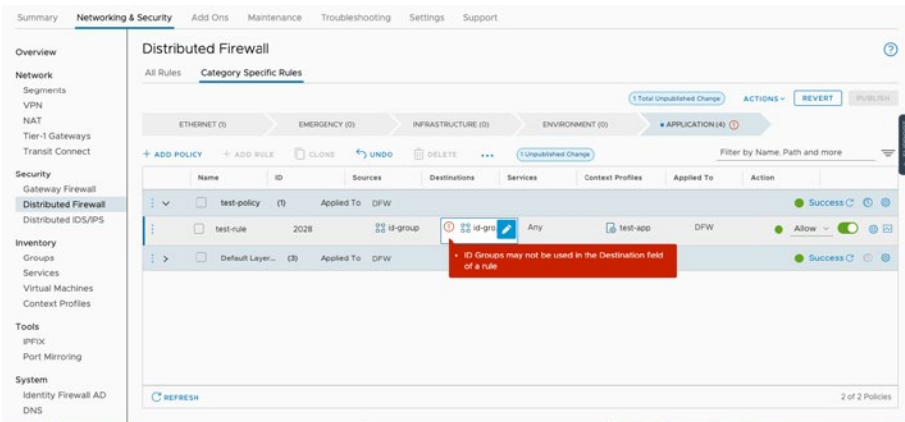 Summary Networking & Security Add Ons Maintenance Troubleshooting Settings Support
Overview
Network
Segments
VPN
NAT
Tier-1 Gateways
Transit Connect
Security
Gateway Firewall
Distributed Firewall
Distributed IDS/IPS
Inventory
Groups
Services
Virtual Machines
Context Profiles
Tools
IPFIX
Port Mirroring
System
Identity Firewall AD
DNS
Distributed Firewall
All Rules Category Specific Rules
1 Total Unpublished Change ACTIONS REVERT PUBLISH
ETHERNET (1) EMERGENCY (0) INFRASTRUCTURE (0) ENVIRONMENT (0) APPLICATION (4)
+ ADD POLICY + ADD RULE CLONE UNDO DELETE ... 1 Unpublished Change Filter by Name, Path and more
Name ID Sources Destinations Services Context Profiles Applied To Action
test-policy (1) Applied To DFW Success
test-rule 2028 id-group id-gro Any test-app DFW Allow
• ID Groups may not be used in the Destination field
of a rule
Default Layer... (3) Applied To DFW Success
REFRESH 2 of 2 Policies